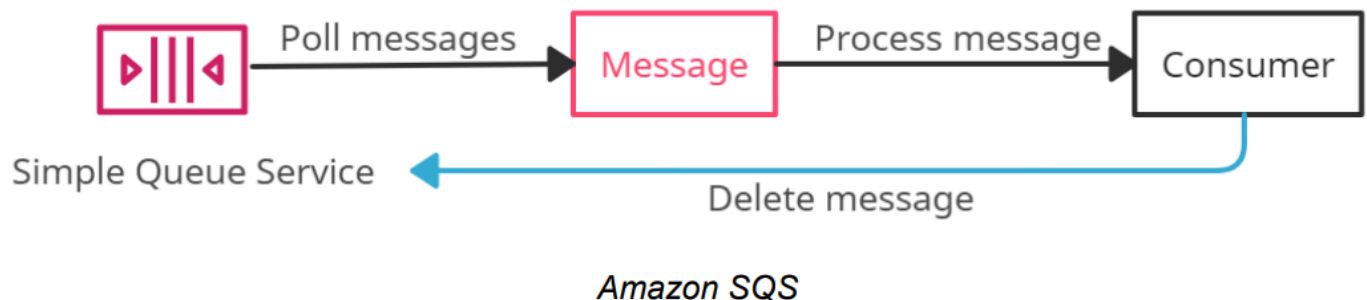 Poll messages
Message
Process message
Consumer
Simple Queue Service
Delete message
Amazon SQS